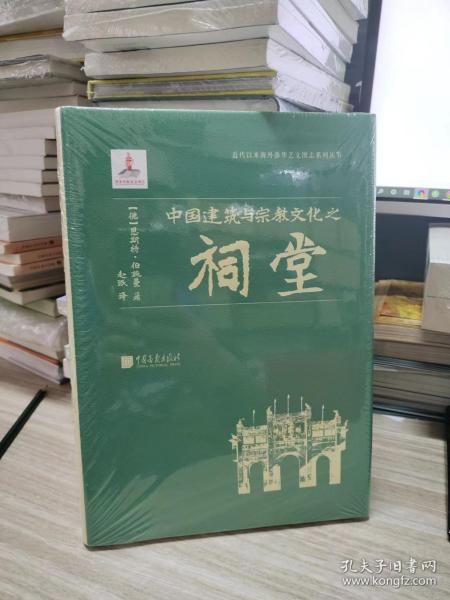 近代以来海外涉华艺文图志系列丛书
中国建筑与宗教文化之
祠堂
【德】恩斯特·伯施曼 著
赵珉 译
中国画报出版社
CHINA PICTORIAL PRESS
孔夫子旧书网
www.kongfz.com